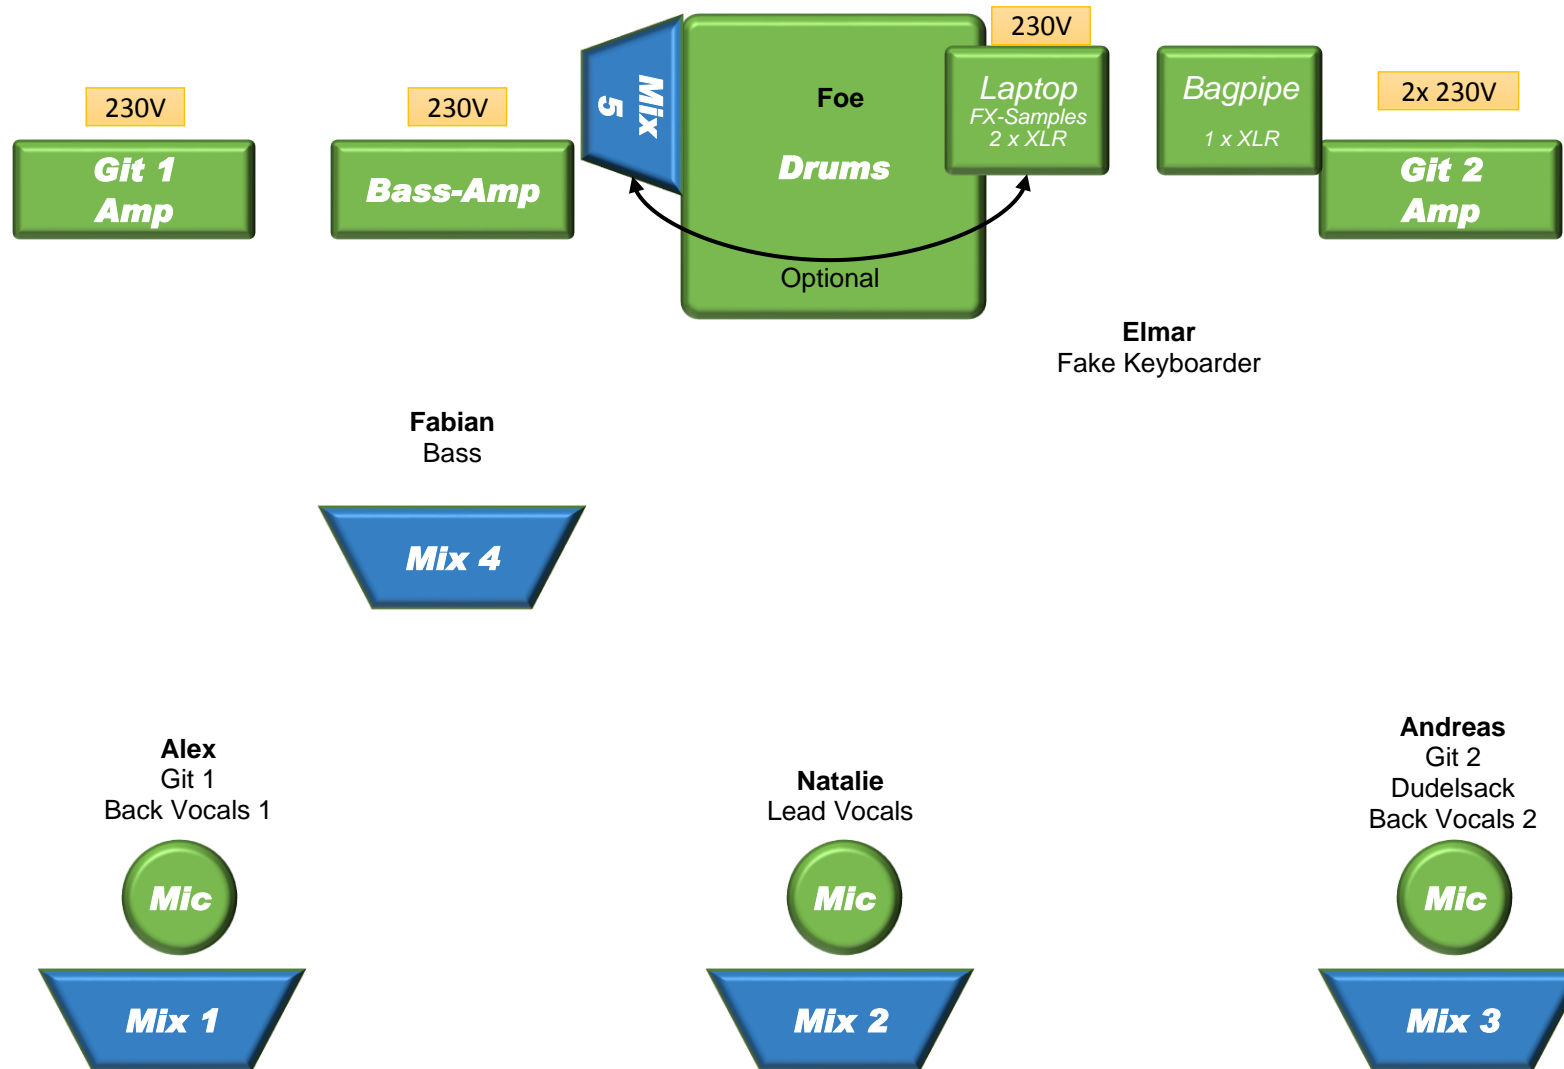 230V
230V
230V
2x 230V
Git 1
Amp
Bass-Amp
Mix
5
Foe
Drums
Optional
Laptop
FX-Samples
2 x XLR
Bagpipe
1 x XLR
Git 2
Amp
Elmar
Fake Keyboarder
Fabian
Bass
Mix 4
Alex
Git 1
Back Vocals 1
Mic
Mix 1
Natalie
Lead Vocals
Mic
Mix 2
Andreas
Git 2
Dudelsack
Back Vocals 2
Mic
Mix 3